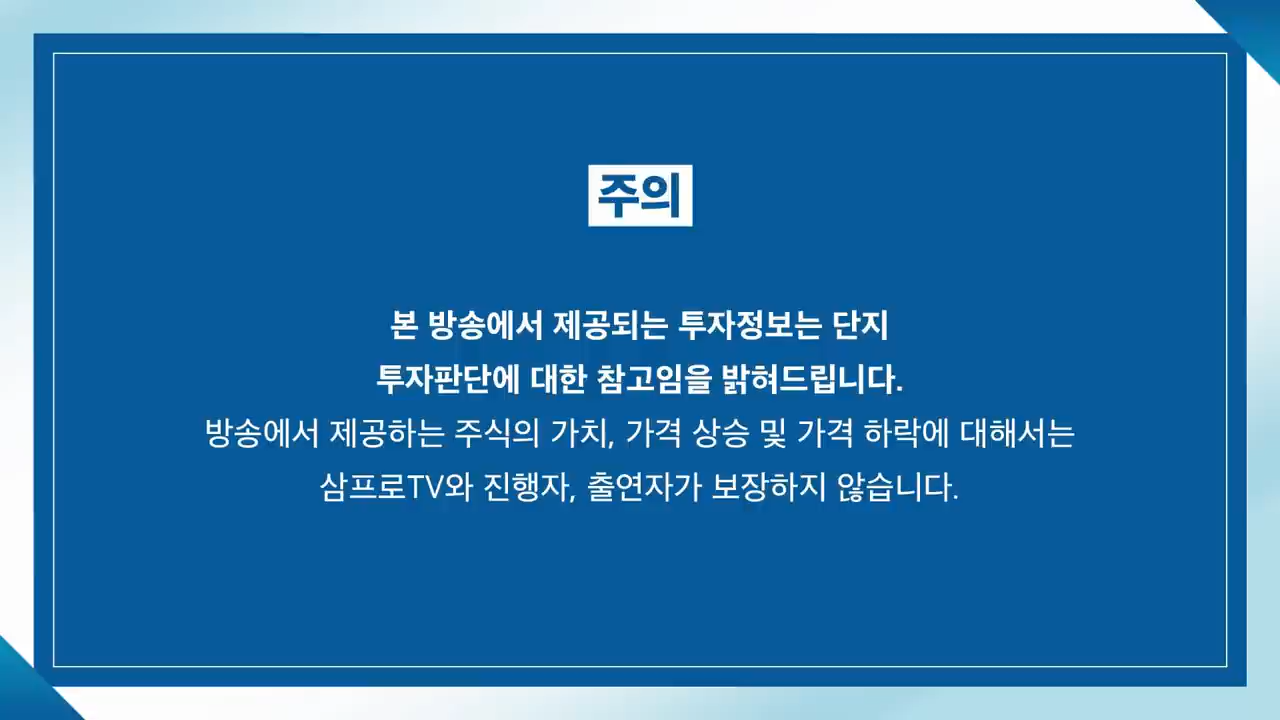 주의
본 방송에서 제공되는 투자정보는 단지
투자판단에 대한 참고임을 밝혀드립니다.
방송에서 제공하는 주식의 가치, 가격 상승 및 가격 하락에 대해서는
삼프로TV와 진행자, 출연자가 보장하지 않습니다.